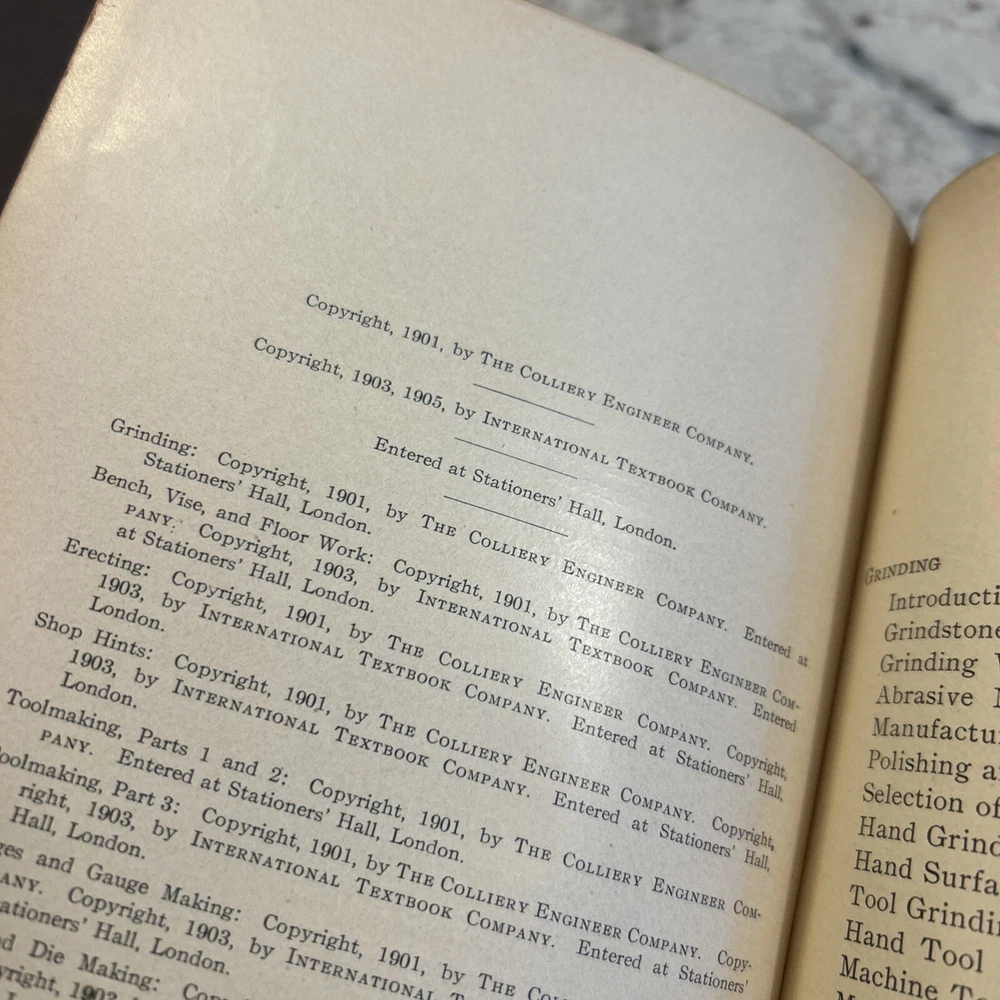 Copyright, 1901, by THE COLLIERY ENGINEER COMPANY.
Copyright, 1903, 1905, by INTERNATIONAL TEXTBOOK COMPANY.
Entered at Stationers' Hall, London.
Grinding: Copyright, 1901, by THE COLLIERY ENGINEER COMPANY. Entered at
Stationers' Hall, London.
Bench, Vise, and Floor Work: Copyright, 1901, by THE COLLIERY ENGINEER COM-
PANY. Copyright, 1903, by INTERNATIONAL TEXTBOOK COMPANY. Entered
at Stationers' Hall, London.
Erecting: Copyright, 1901, by THE COLLIERY ENGINEER COMPANY. Copyright,
1903, by INTERNATIONAL TEXTBOOK COMPANY. Entered at Stationers' Hall,
London.
Shop Hints: Copyright, 1901, by THE COLLIERY ENGINEER COMPANY. Copyright,
1903, by INTERNATIONAL TEXTBOOK COMPANY. Entered at Stationers' Hall,
London.
Toolmaking, Parts 1 and 2: Copyright, 1901, by THE COLLIERY ENGINEER COM-
PANY. Entered at Stationers' Hall, London.
oolmaking, Part 3: Copyright, 1901, by THE COLLIERY ENGINEER COMPANY. Copy-
right, 1903, by INTERNATIONAL TEXTBOOK COMPANY. Entered at Stationers'
Hall, London.
ges and Gauge Making: Copyright, 1901, by THE COLLIERY
ANY. Copyright, 1903, by INTERNATIONAL
ationers' Hall, London.
d Die Making:
yright, 1903,
GRINDING
Introducti
Grindstone
Grinding
Abrasive
Manufactu
Polishing a
Selection of
Hand Grind
Hand Surfa
Tool Grindi
Hand Tool
Machine To